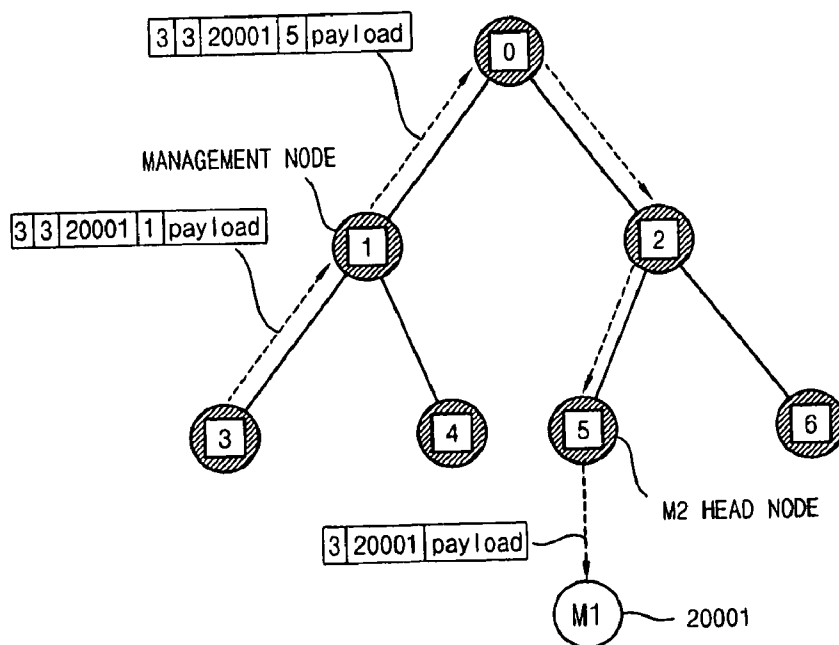 3 3 20001 5 payload
0
MANAGEMENT NODE
3 3 20001 1 payload
1
2
3
4
5
6
M2 HEAD NODE
3 20001 payload
M1
20001